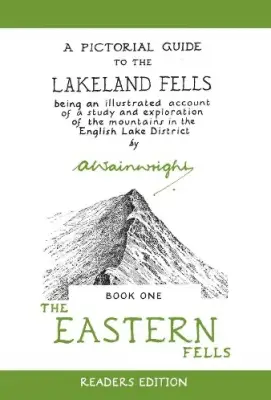 A PICTORIAL GUIDE
TO THE
LAKELAND FELLS
being an illustrated account
of a study and exploration
of the mountains in the
English Lake District
by
AWainwright
BOOK ONE
THE
EASTERN
FELLS
READERS EDITION